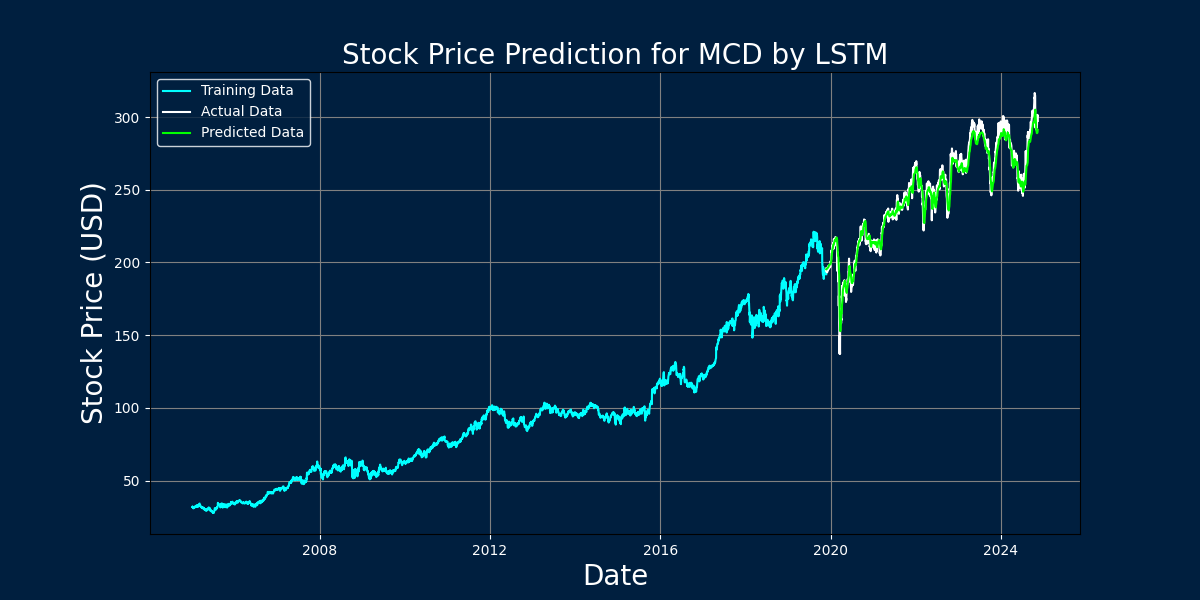 Stock Price Prediction for MCD by LSTM
Training Data
Actual Data
Predicted Data
Stock Price (USD)
300
250
200
150
100
50
2008
2012
2016
2020
2024
Date